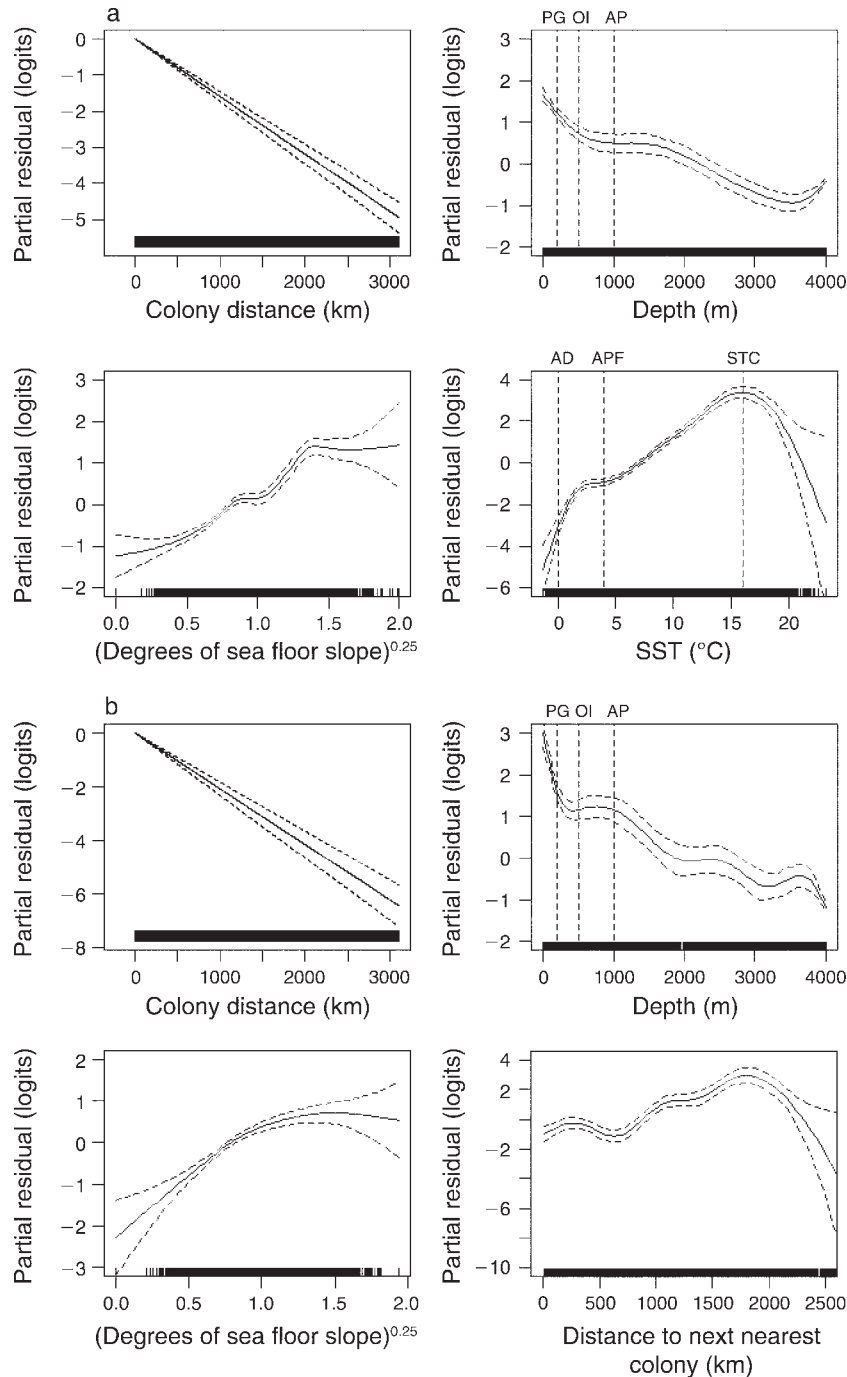 a
Partial residual (logits)
0
−1
−2
−3
−4
−5
0 1000 2000 3000
Colony distance (km)
PG OI AP
Partial residual (logits)
3
2
1
0
−1
−2
0 1000 2000 3000 4000
Depth (m)
Partial residual (logits)
3
2
1
0
−1
−2
0.0 0.5 1.0 1.5 2.0
(Degrees of sea floor slope)0.25
AD APF STC
Partial residual (logits)
4
2
0
−2
−4
−6
0 5 10 15 20
SST (°C)
b
Partial residual (logits)
0
−2
−4
−6
−8
0 1000 2000 3000
Colony distance (km)
PG OI AP
Partial residual (logits)
3
2
1
0
−1
−2
0 1000 2000 3000 4000
Depth (m)
Partial residual (logits)
2
1
0
−1
−2
−3
0.0 0.5 1.0 1.5 2.0
(Degrees of sea floor slope)0.25
Partial residual (logits)
4
2
−2
−6
−10
0 500 1000 1500 2000 2500
Distance to next nearest
colony (km)